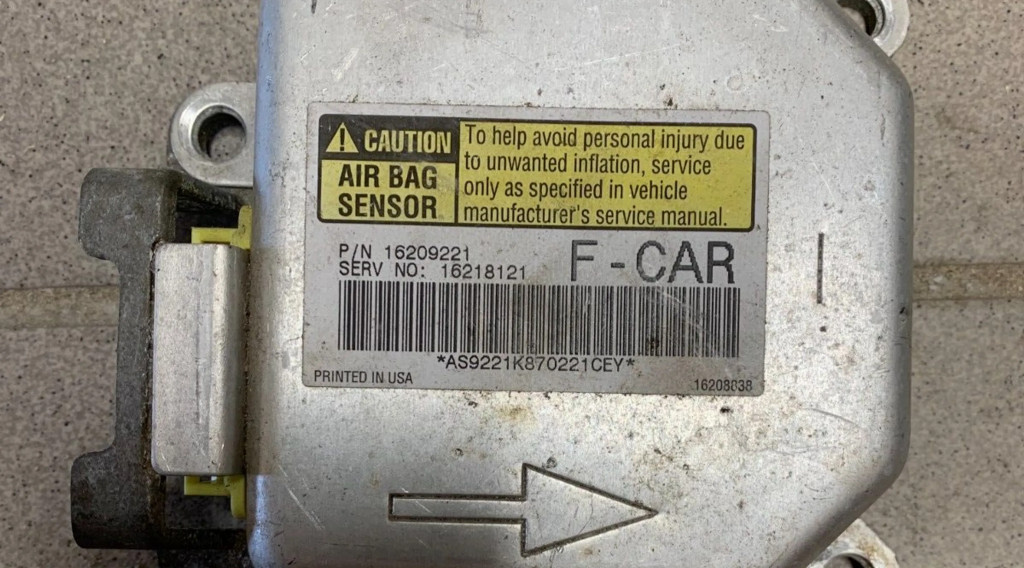 CAUTION
AIR BAG
SENSOR
To help avoid personal injury due
to unwanted inflation, service
only as specified in vehicle
manufacturer's service manual.
P/N 16209221
SERV NO: 16218121
F-CAR
*AS9221K870221CEY*
PRINTED IN USA
16208838